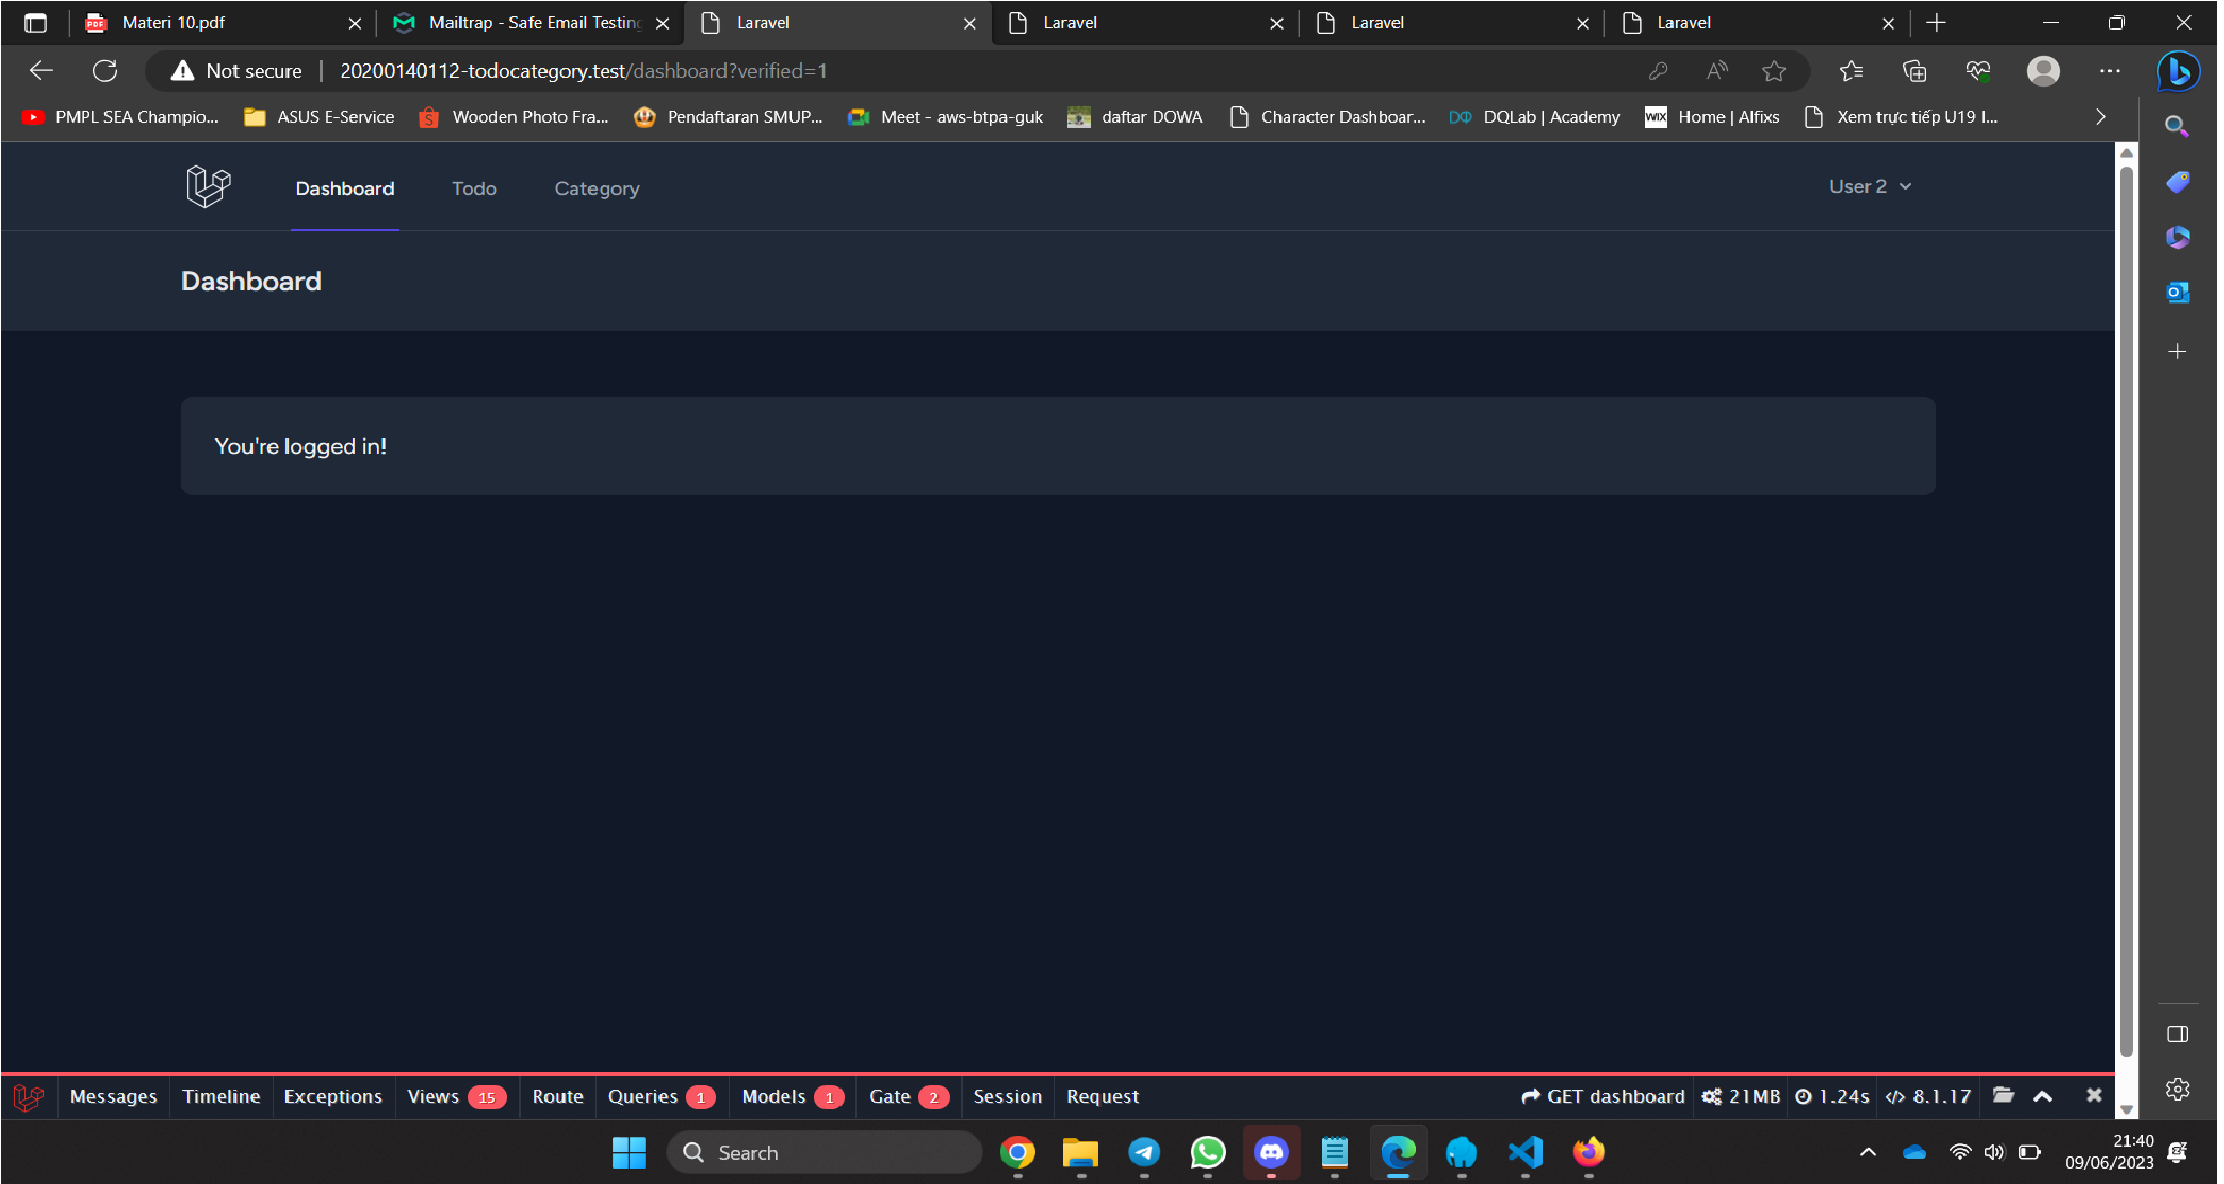 Materi 10.pdf
Mailtrap - Safe Email Testing
Laravel
Laravel
Laravel
Laravel
Not secure
20200140112-todocategory.test/dashboard?verified=1
PMPL SEA Champio...
ASUS E-Service
Wooden Photo Fra...
Pendaftaran SMUP...
Meet - aws-btpa-guk
daftar DOWA
Character Dashboar...
DQLab | Academy
WIX
Home | Alfixs
Xem trực tiếp U19 I...
Dashboard
Todo
Category
User 2
Dashboard
You're logged in!
Messages
Timeline
Exceptions
Views 15
Route
Queries 1
Models 1
Gate 2
Session
Request
GET dashboard
21MB
1.24s
8.1.17
Search
21:40
09/06/2023